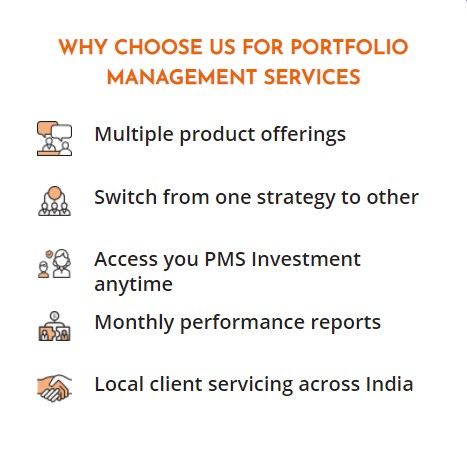 WHY CHOOSE US FOR PORTFOLIO
MANAGEMENT SERVICES
Multiple product offerings
Switch from one strategy to other
Access you PMS Investment
anytime
Monthly performance reports
Local client servicing across India